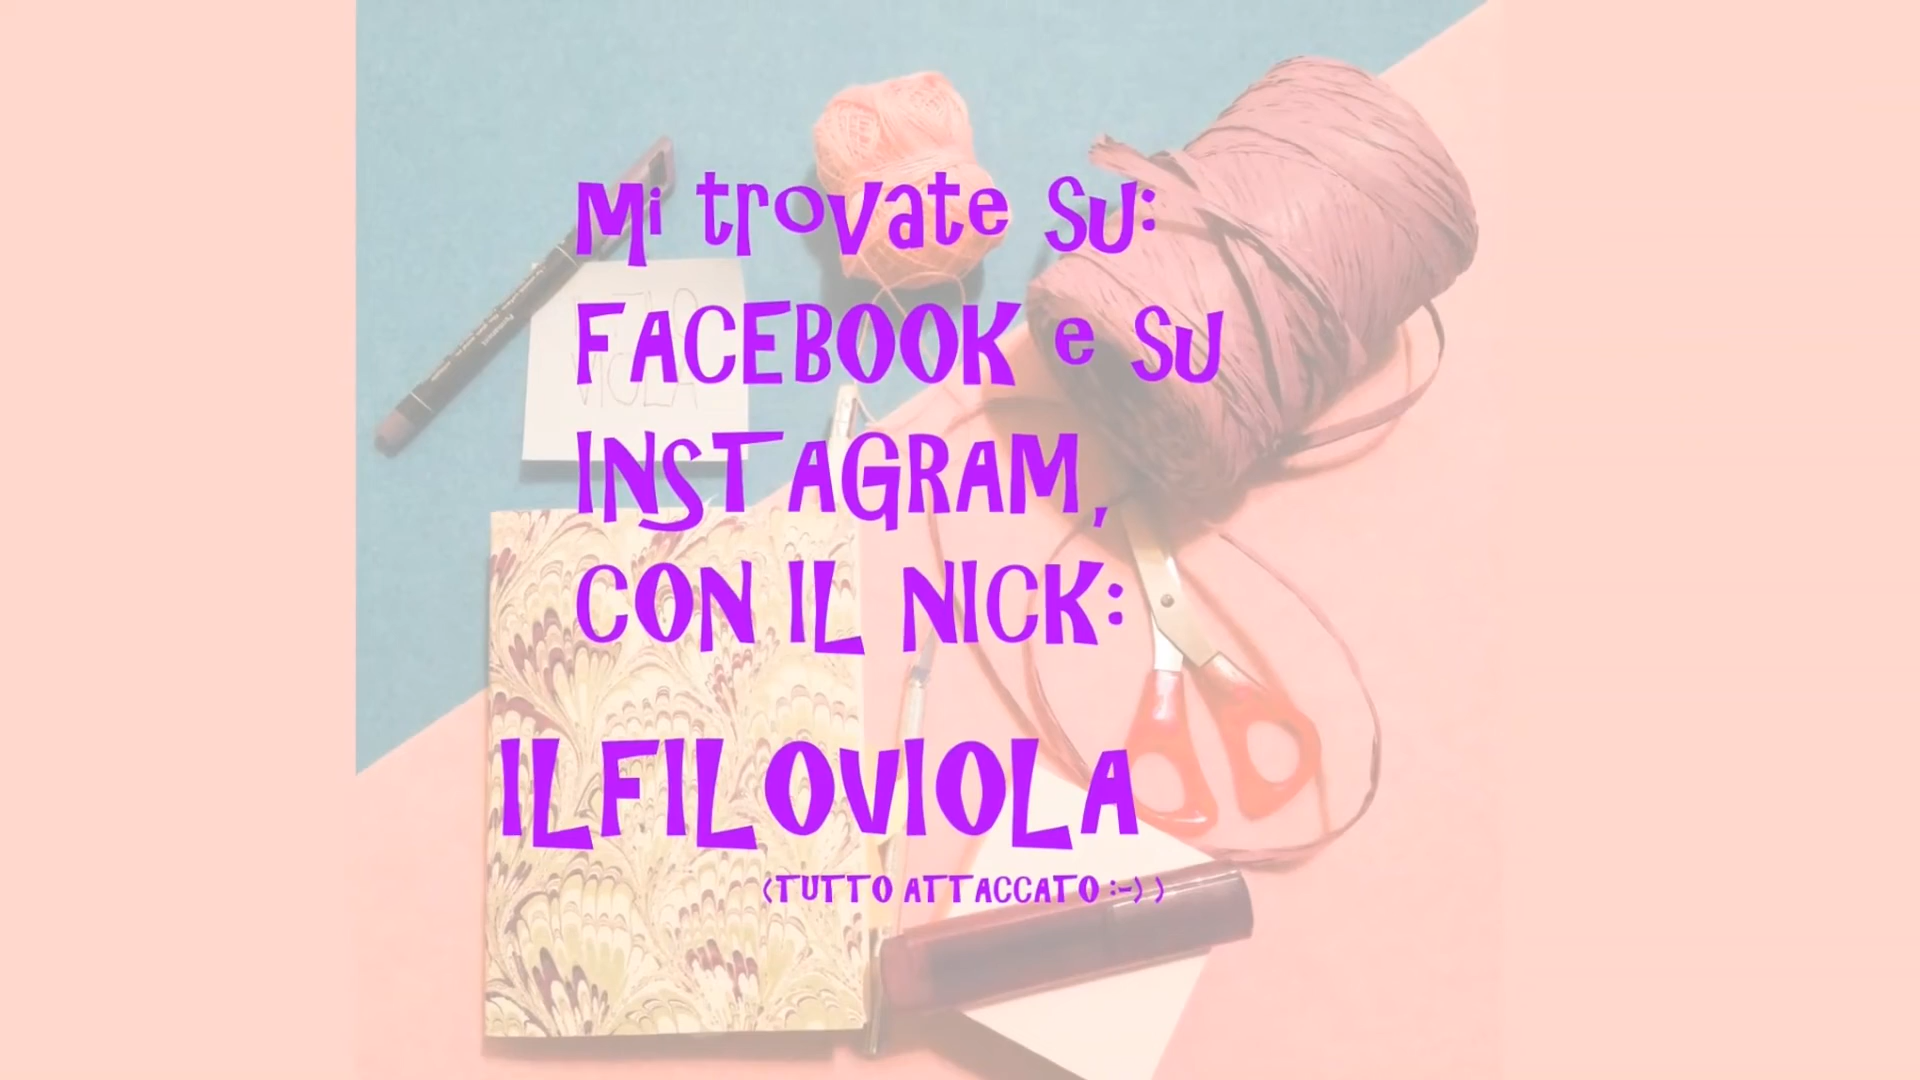 Mi trovate su:
FACEBOOK e su
INSTAGRAM,
CON IL NICK:
ILFILOVIOLA
(TUTTO ATTACCATO :-) )